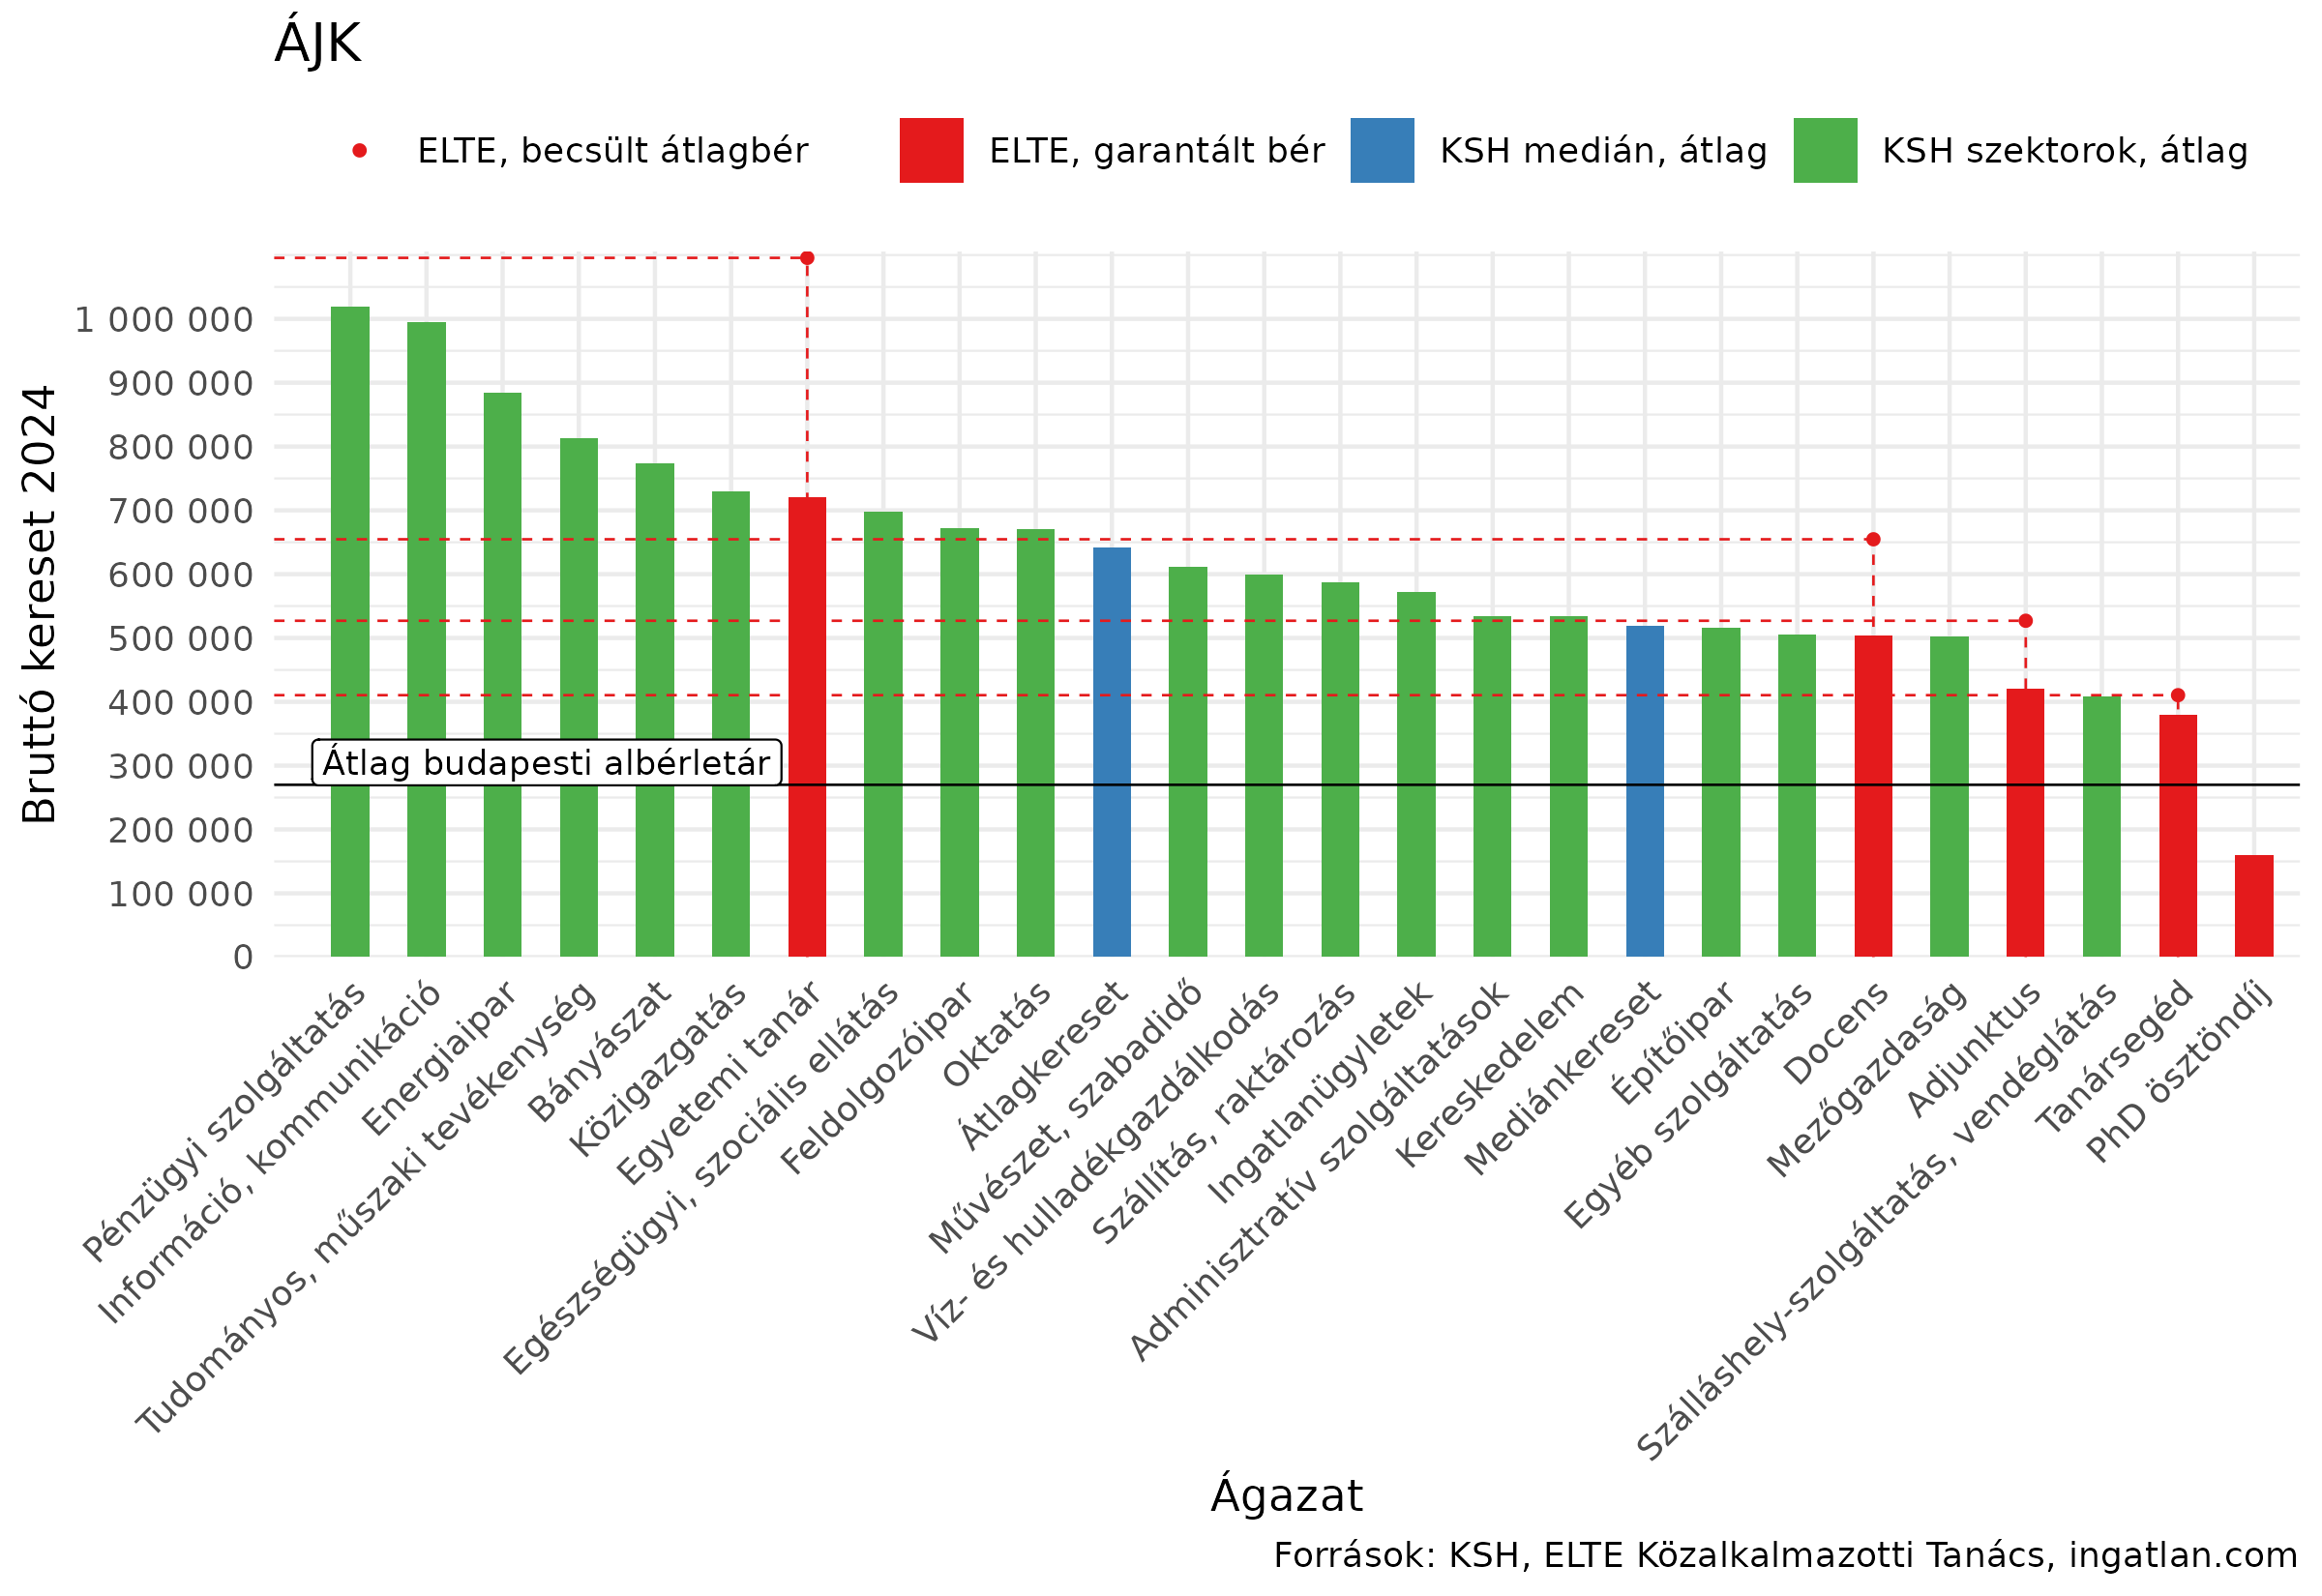 ÁJK
ELTE, becsült átlagbér
ELTE, garantált bér
KSH medián, átlag
KSH szektorok, átlag
Bruttó kereset 2024
1 000 000
900 000
800 000
700 000
600 000
500 000
400 000
300 000
200 000
100 000
0
Átlag budapesti albérletár
Pénzügyi szolgáltatás
Információ, kommunikáció
Energiaipar
Tudományos, műszaki tevékenység
Bányászat
Közigazgatás
Egyetemi tanár
Egészségügyi, szociális ellátás
Feldolgozóipar
Oktatás
Átlagkereset
Művészet, szabadidő
Víz- és hulladékgazdálkodás
Szállítás, raktározás
Ingatlanügyletek
Adminisztratív szolgáltatások
Kereskedelem
Mediánkereset
Építőipar
Egyéb szolgáltatás
Docens
Mezőgazdaság
Adjunktus
Szálláshely-szolgáltatás, vendéglátás
Tanársegéd
PhD ösztöndíj
Ágazat
Források: KSH, ELTE Közalkalmazotti Tanács, ingatlan.com